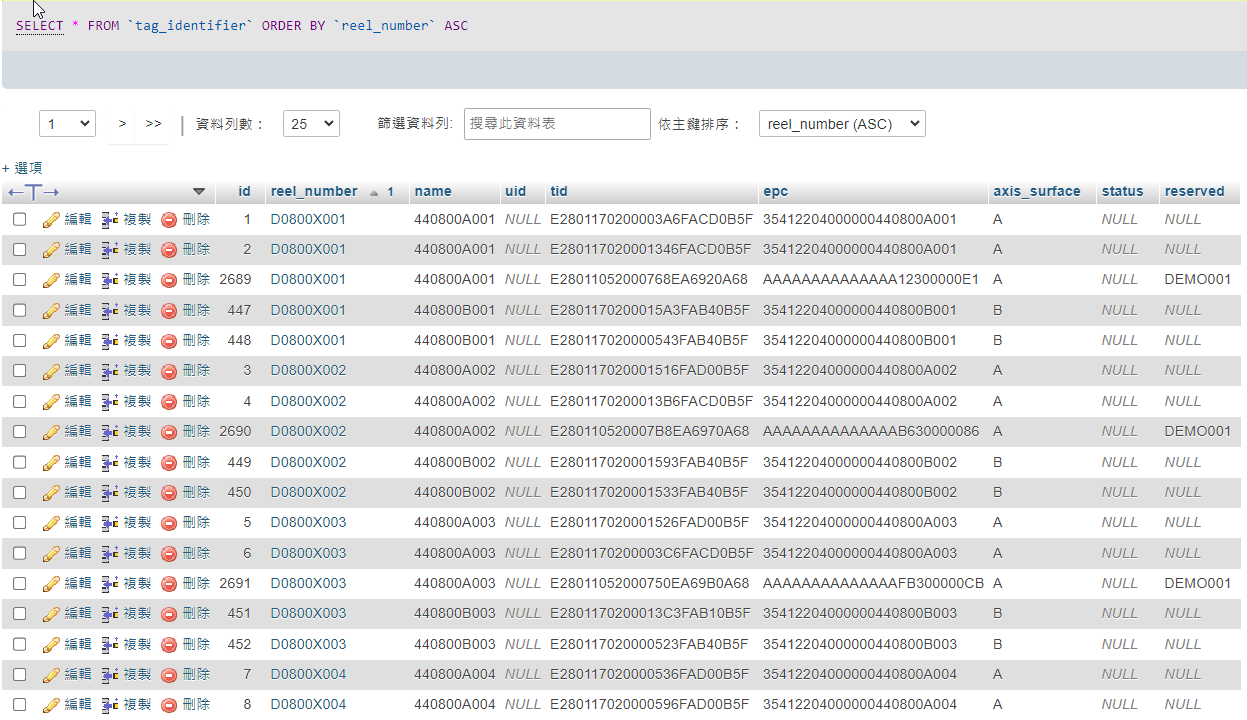 SELECT * FROM `tag_identifier` ORDER BY `reel_number` ASC
1 > >> | 資料列數： 25 篩選資料列: 搜尋此資料表 依主鍵排序： reel_number (ASC)
+ 選項
←T→ id reel_number 1 name uid tid epc axis_surface status reserved
編輯 複製 刪除 1 D0800X001 440800A001 NULL E2801170200003A6FACD0B5F 35412204000000440800A001 A NULL NULL
編輯 複製 刪除 2 D0800X001 440800A001 NULL E280117020001346FACD0B5F 35412204000000440800A001 A NULL NULL
編輯 複製 刪除 2689 D0800X001 440800A001 NULL E28011052000768EA6920A68 AAAAAAAAAAAAAA12300000E1 A NULL DEMO001
編輯 複製 刪除 447 D0800X001 440800B001 NULL E2801170200015A3FAB40B5F 35412204000000440800B001 B NULL NULL
編輯 複製 刪除 448 D0800X001 440800B001 NULL E280117020000543FAB40B5F 35412204000000440800B001 B NULL NULL
編輯 複製 刪除 3 D0800X002 440800A002 NULL E280117020001516FAD00B5F 35412204000000440800A002 A NULL NULL
編輯 複製 刪除 4 D0800X002 440800A002 NULL E2801170200013B6FACD0B5F 35412204000000440800A002 A NULL NULL
編輯 複製 刪除 2690 D0800X002 440800A002 NULL E280110520007B8EA6970A68 AAAAAAAAAAAAAAB630000086 A NULL DEMO001
編輯 複製 刪除 449 D0800X002 440800B002 NULL E280117020001593FAB40B5F 35412204000000440800B002 B NULL NULL
編輯 複製 刪除 450 D0800X002 440800B002 NULL E280117020001533FAB40B5F 35412204000000440800B002 B NULL NULL
編輯 複製 刪除 5 D0800X003 440800A003 NULL E280117020001526FAD00B5F 35412204000000440800A003 A NULL NULL
編輯 複製 刪除 6 D0800X003 440800A003 NULL E2801170200003C6FACD0B5F 35412204000000440800A003 A NULL NULL
編輯 複製 刪除 2691 D0800X003 440800A003 NULL E28011052000750EA69B0A68 AAAAAAAAAAAAAAFB300000CB A NULL DEMO001
編輯 複製 刪除 451 D0800X003 440800B003 NULL E2801170200013C3FAB10B5F 35412204000000440800B003 B NULL NULL
編輯 複製 刪除 452 D0800X003 440800B003 NULL E280117020000523FAB40B5F 35412204000000440800B003 B NULL NULL
編輯 複製 刪除 7 D0800X004 440800A004 NULL E280117020000536FAD00B5F 35412204000000440800A004 A NULL NULL
編輯 複製 刪除 8 D0800X004 440800A004 NULL E280117020000596FAD00B5F 35412204000000440800A004 A NULL NULL